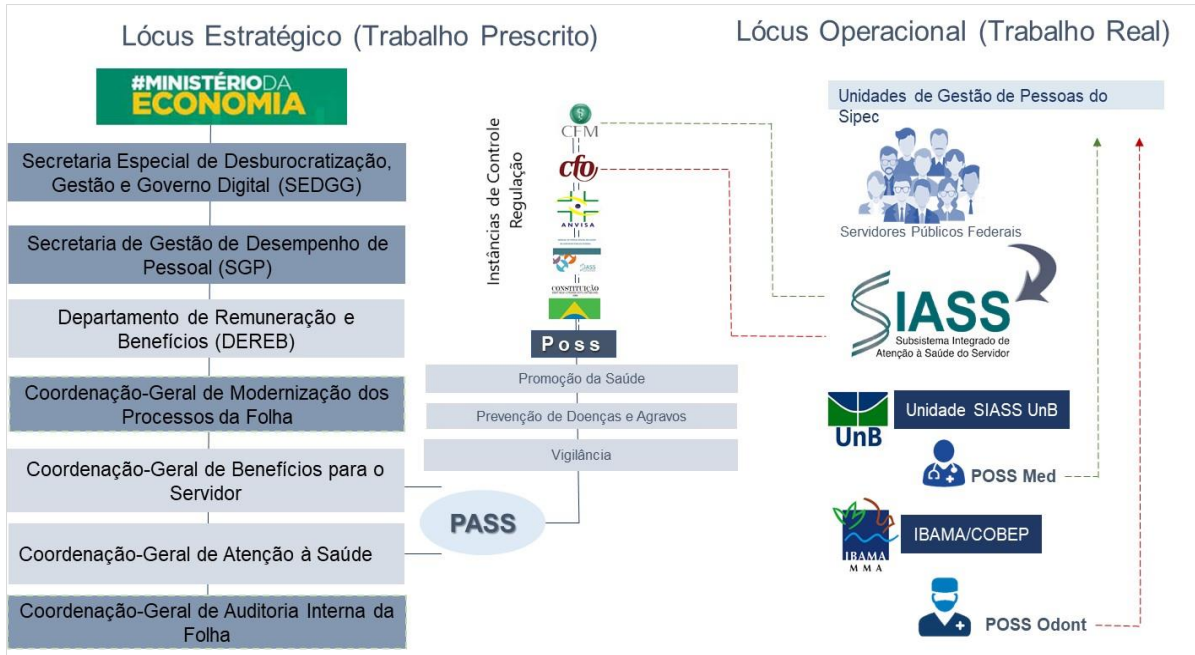 Lócus Estratégico (Trabalho Prescrito)
#MINISTÉRIODA
ECONOMIA
Secretaria Especial de Desburocratização,
Gestão e Governo Digital (SEDGG)
Secretaria de Gestão de Desempenho de
Pessoal (SGP)
Departamento de Remuneração e
Benefícios (DEREB)
Coordenação-Geral de Modernização dos
Processos da Folha
Coordenação-Geral de Benefícios para o
Servidor
Coordenação-Geral de Atenção à Saúde
Coordenação-Geral de Auditoria Interna da
Folha
PASS
Instâncias de Controle
Regulação
CFM
cfo
ANVISA
SIASS
CONSTITUIÇÃO
Poss
Promoção da Saúde
Prevenção de Doenças e Agravos
Vigilância
Lócus Operacional (Trabalho Real)
Unidades de Gestão de Pessoas do
Sipec
Servidores Públicos Federais
SIASS
Subsistema Integrado de
Atenção à Saúde do Servidor
UnB
Unidade SIASS UnB
POSS Med
IBAMA
MMA
IBAMA/COBEP
POSS Odont